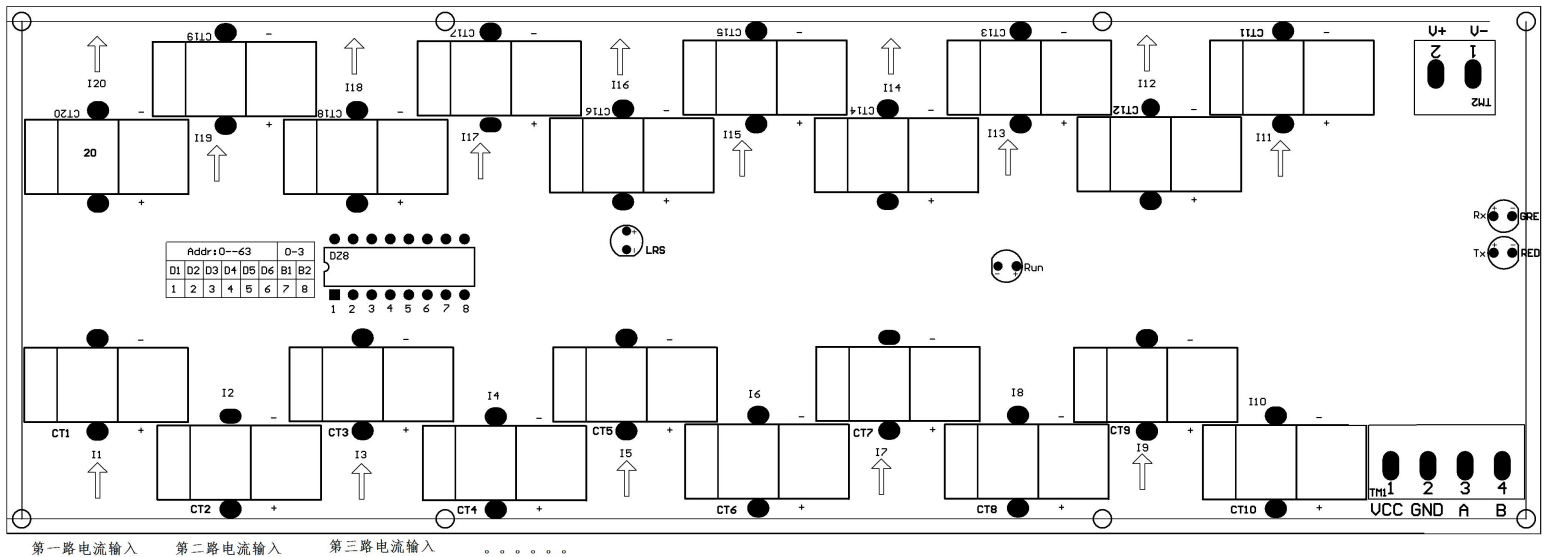 CT19 -
CT17 -
CT15 -
CT13 -
CT11 -
V+ V-
2 1
TM2
I20
I18
I16
I14
I12
CT20 -
CT18 -
CT16 -
CT14 -
CT12 -
I19 +
I17 +
I15 +
I13 +
I11 +
20
+
+
+
+
+
Rx + - GRE
Tx + - RED
Addr:0--63 0-3
D1 D2 D3 D4 D5 D6 B1 B2
1 2 3 4 5 6 7 8
DZ8
1 2 3 4 5 6 7 8
+
- LRS
- + Run
-
-
-
-
-
I2 -
I4 -
I6 -
I8 -
I10 -
CT1 +
CT3 +
CT5 +
CT7 +
CT9 +
I1
I3
I5
I7
I9
CT2 +
CT4 +
CT6 +
CT8 +
CT10 +
TM1 1 2 3 4
VCC GND A B
第一路电流输入 第二路电流输入 第三路电流输入 。。。。。。